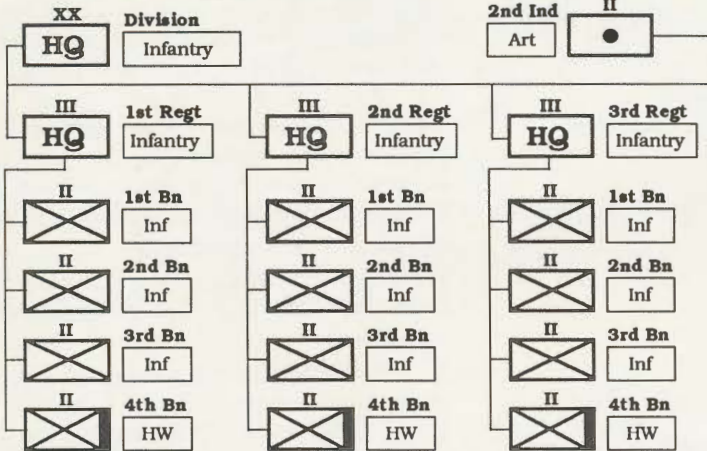 XX
Division
HQ
Infantry
2nd Ind
II
Art
III
1st Regt
HQ
Infantry
III
2nd Regt
HQ
Infantry
III
3rd Regt
HQ
Infantry
II
1st Bn
Inf
II
1st Bn
Inf
II
1st Bn
Inf
II
2nd Bn
Inf
II
2nd Bn
Inf
II
2nd Bn
Inf
II
3rd Bn
Inf
II
3rd Bn
Inf
II
3rd Bn
Inf
II
4th Bn
HW
II
4th Bn
HW
II
4th Bn
HW